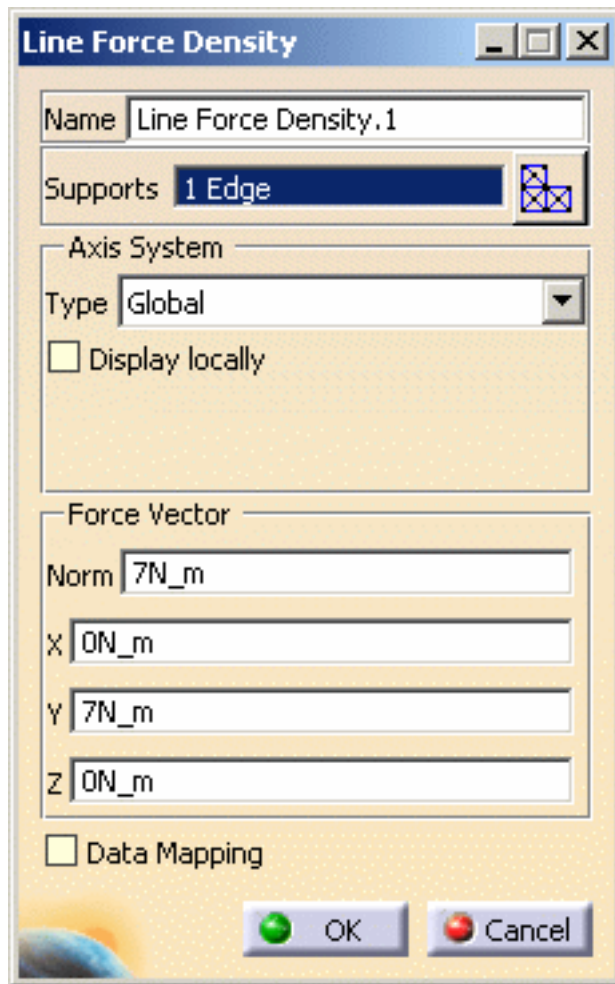 Line Force Density
Name Line Force Density.1
Supports 1 Edge
Axis System
Type Global
Display locally
Force Vector
Norm 7N_m
X 0N_m
Y 7N_m
Z 0N_m
Data Mapping
OK Cancel